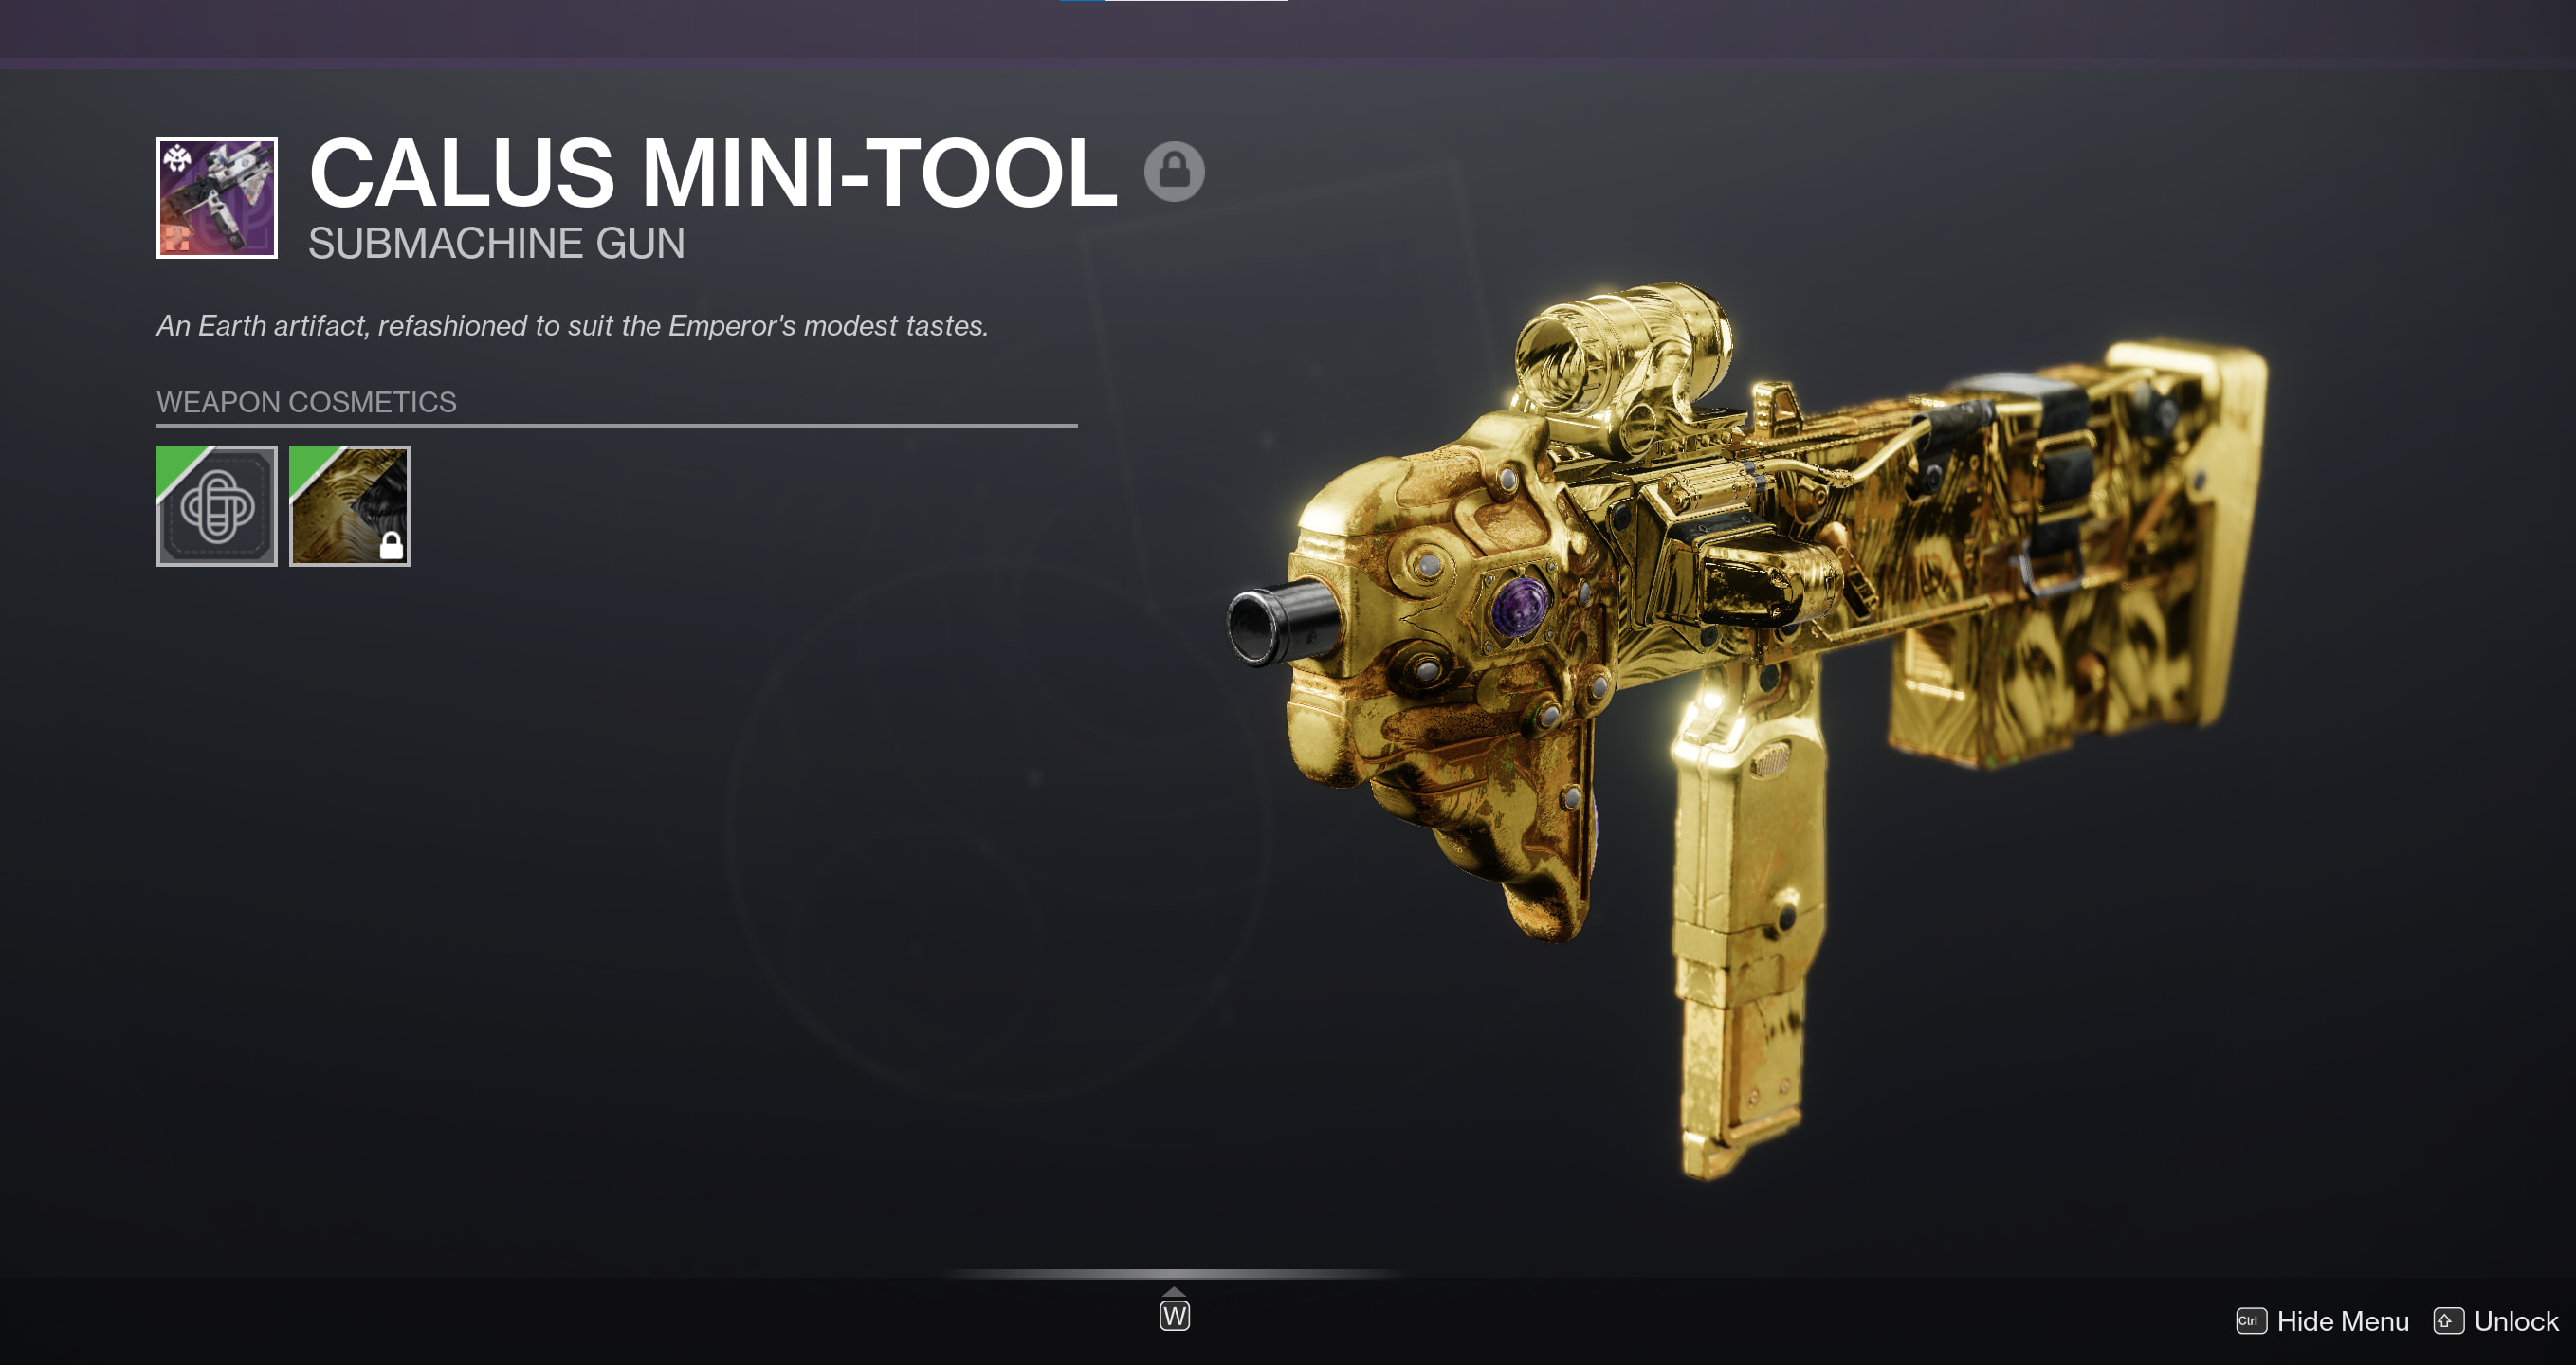 CALUS MINI-TOOL
SUBMACHINE GUN
An Earth artifact, refashioned to suit the Emperor's modest tastes.
WEAPON COSMETICS
W
Ctrl Hide Menu Unlock